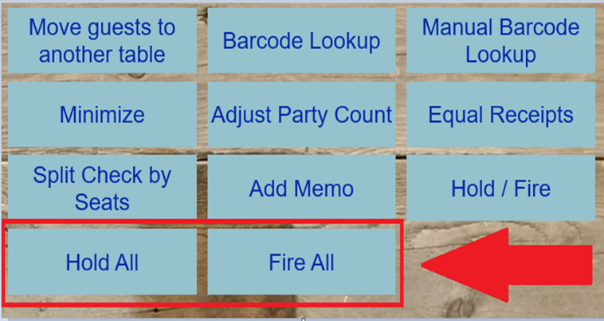 Move guests to
another table
Barcode Lookup
Manual Barcode
Lookup
Minimize
Adjust Party Count
Equal Receipts
Split Check by
Seats
Add Memo
Hold / Fire
Hold All
Fire All